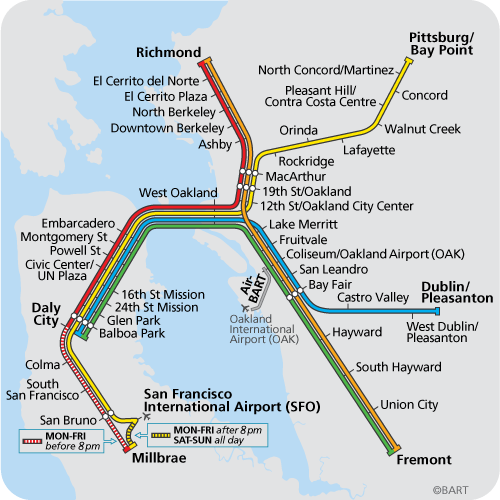 Richmond
El Cerrito del Norte
El Cerrito Plaza
North Berkeley
Downtown Berkeley
Ashby
Pittsburg/
Bay Point
North Concord/Martinez
Concord
Pleasant Hill/
Contra Costa Centre
Walnut Creek
Lafayette
Orinda
Rockridge
MacArthur
19th St/Oakland
12th St/Oakland City Center
West Oakland
Lake Merritt
Fruitvale
Coliseum/Oakland Airport (OAK)
San Leandro
Bay Fair
Air-
BART
Oakland
International
Airport (OAK)
Castro Valley
Dublin/
Pleasanton
West Dublin/
Pleasanton
Hayward
South Hayward
Union City
Fremont
Embarcadero
Montgomery St
Powell St
Civic Center/
UN Plaza
16th St Mission
24th St Mission
Glen Park
Balboa Park
Daly
City
Colma
South
San Francisco
San Bruno
San Francisco
International Airport (SFO)
MON-FRI
before 8pm
MON-FRI after 8pm
SAT-SUN all day
Millbrae
©BART